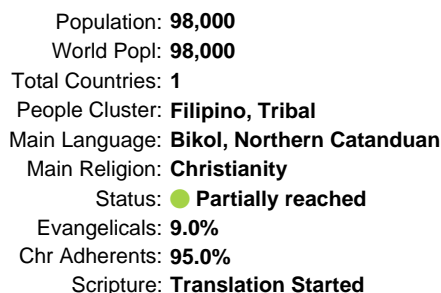 Population: 98,000
World Popl: 98,000
Total Countries: 1
People Cluster: Filipino, Tribal
Main Language: Bikol, Northern Catanduan
Main Religion: Christianity
Status: Partially reached
Evangelicals: 9.0%
Chr Adherents: 95.0%
Scripture: Translation Started